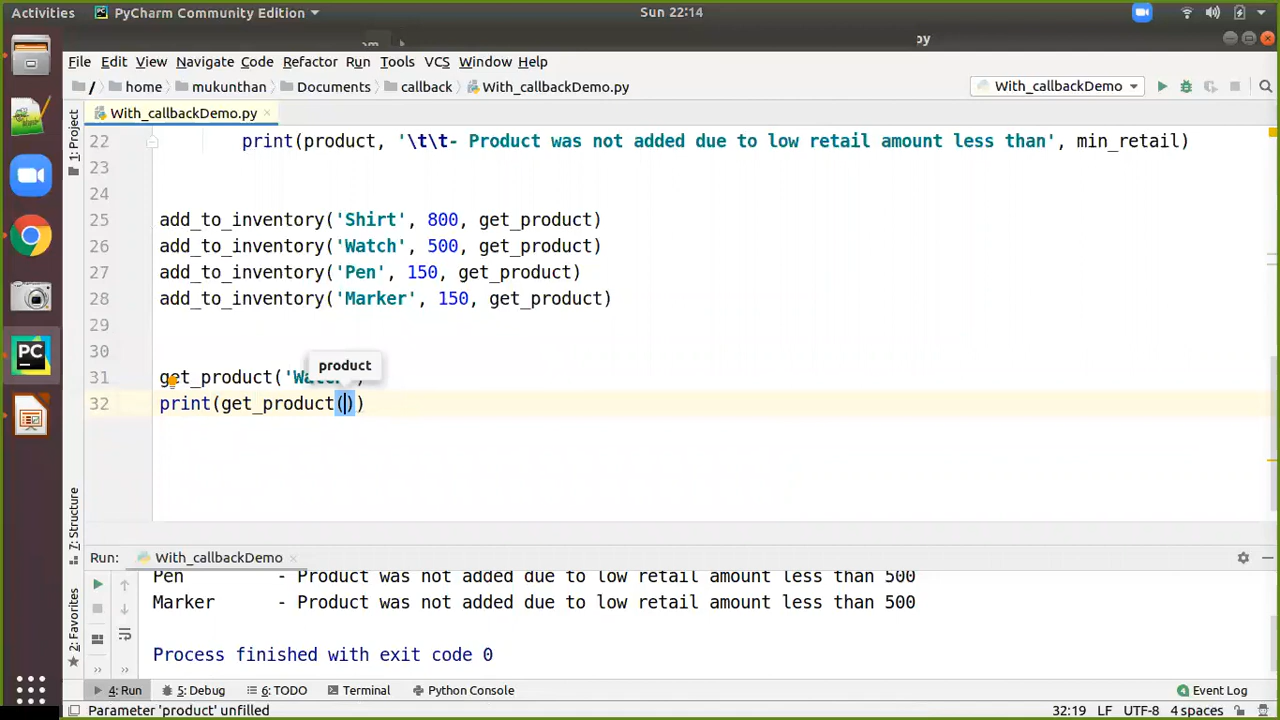 Activities PyCharm Community Edition Sun 22:14
py
File Edit View Navigate Code Refactor Run Tools VCS Window Help
/ home mukunthan Documents callback With_callbackDemo.py With_callbackDemo
With_callbackDemo.py
1: Project
22 print(product, '\t\t- Product was not added due to low retail amount less than', min_retail)
23
24
25 add_to_inventory('Shirt', 800, get_product)
26 add_to_inventory('Watch', 500, get_product)
27 add_to_inventory('Pen', 150, get_product)
28 add_to_inventory('Marker', 150, get_product)
29
30
product
31 get_product('Watch')
32 print(get_product())
7: Structure
2: Favorites
Run: With_callbackDemo
Pen - Product was not added due to low retail amount less than 500
Marker - Product was not added due to low retail amount less than 500
Process finished with exit code 0
4: Run 5: Debug 6: TODO Terminal Python Console Event Log
Parameter 'product' unfilled 32:19 LF UTF-8 4 spaces